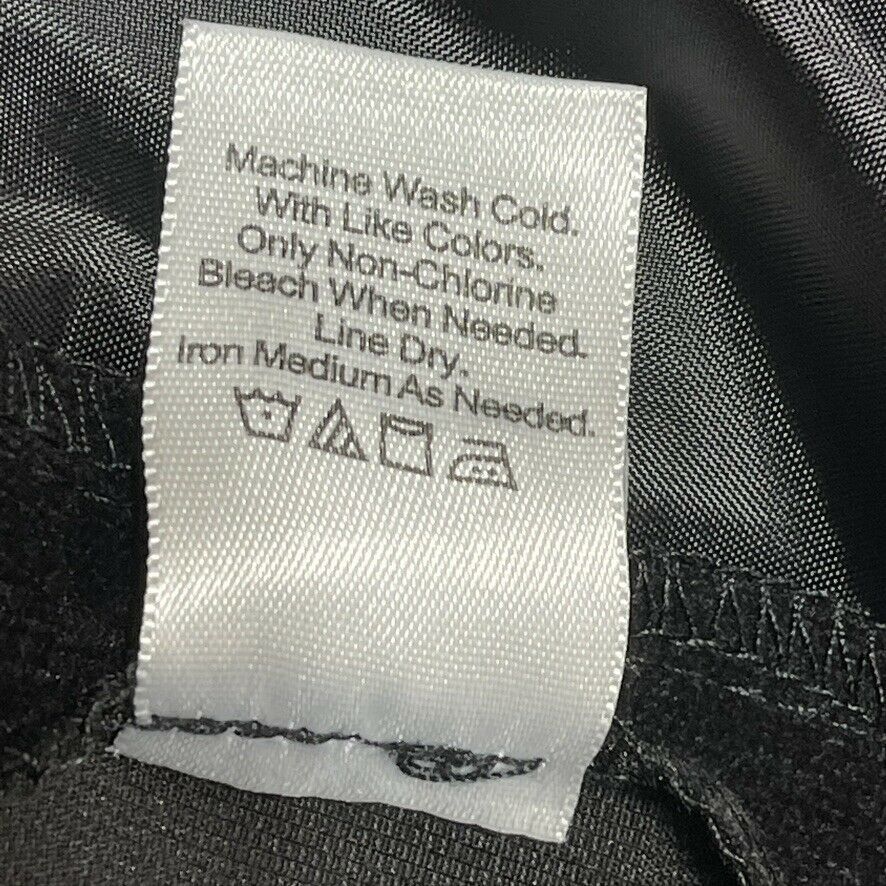 Machine Wash Cold.
With Like Colors.
Only Non-Chlorine
Bleach When Needed.
Line Dry.
Iron Medium As Needed.